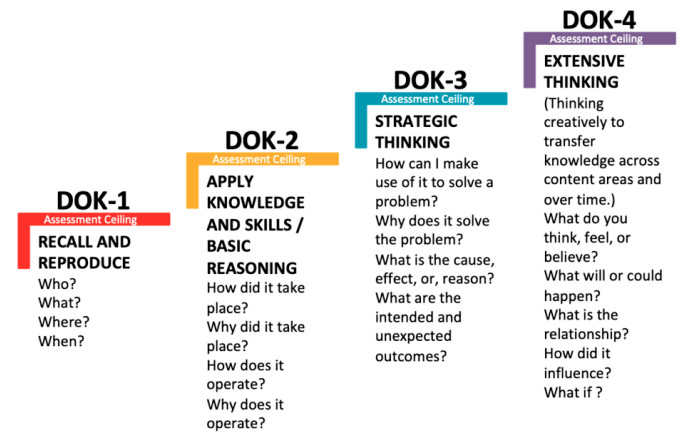 DOK-1
Assessment Ceiling
RECALL AND
REPRODUCE
Who?
What?
Where?
When?
DOK-2
Assessment Ceiling
APPLY
KNOWLEDGE
AND SKILLS /
BASIC
REASONING
How did it take
place?
Why did it take
place?
How does it
operate?
Why does it
operate?
DOK-3
Assessment Ceiling
STRATEGIC
THINKING
How can I make
use of it to solve a
problem?
Why does it solve
the problem?
What is the cause,
effect, or, reason?
What are the
intended and
unexpected
outcomes?
DOK-4
Assessment Ceiling
EXTENSIVE
THINKING
(Thinking
creatively to
transfer
knowledge across
content areas and
over time.)
What do you
think, feel, or
believe?
What will or could
happen?
What is the
relationship?
How did it
influence?
What if ?